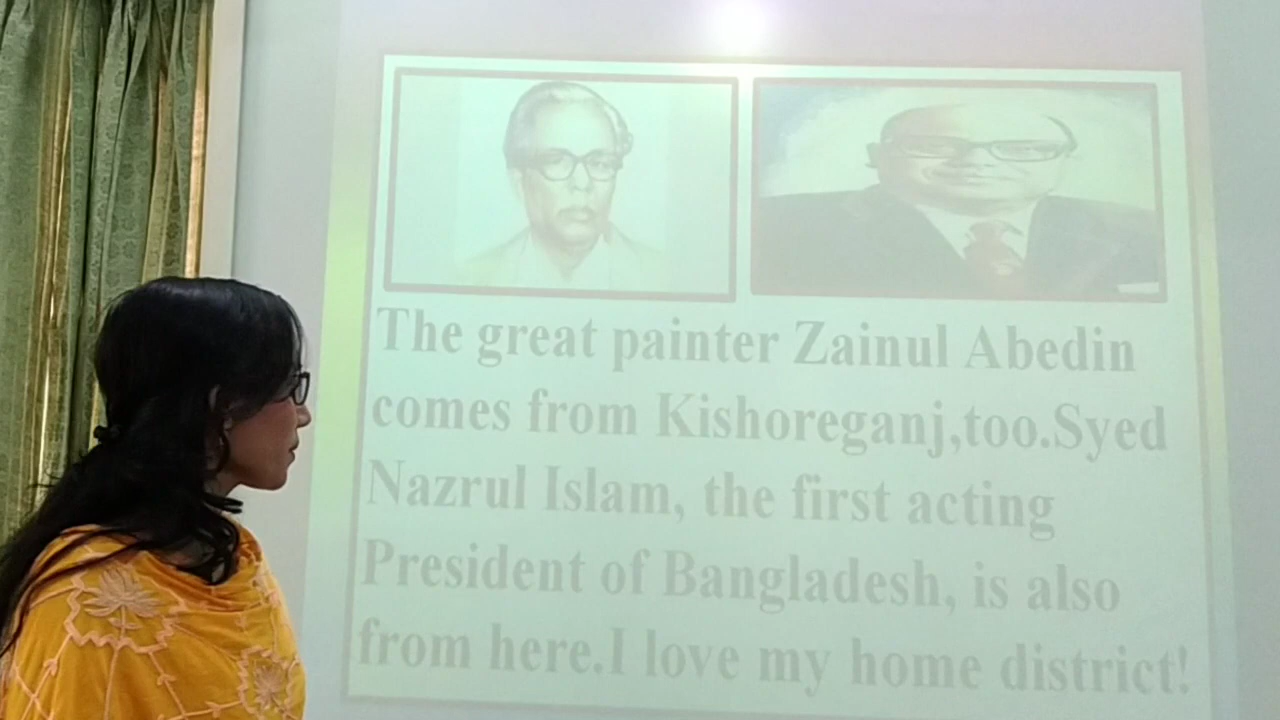 The great painter Zainul Abedin
comes from Kishoreganj,too.Syed
Nazrul Islam, the first acting
President of Bangladesh, is also
from here.I love my home district!